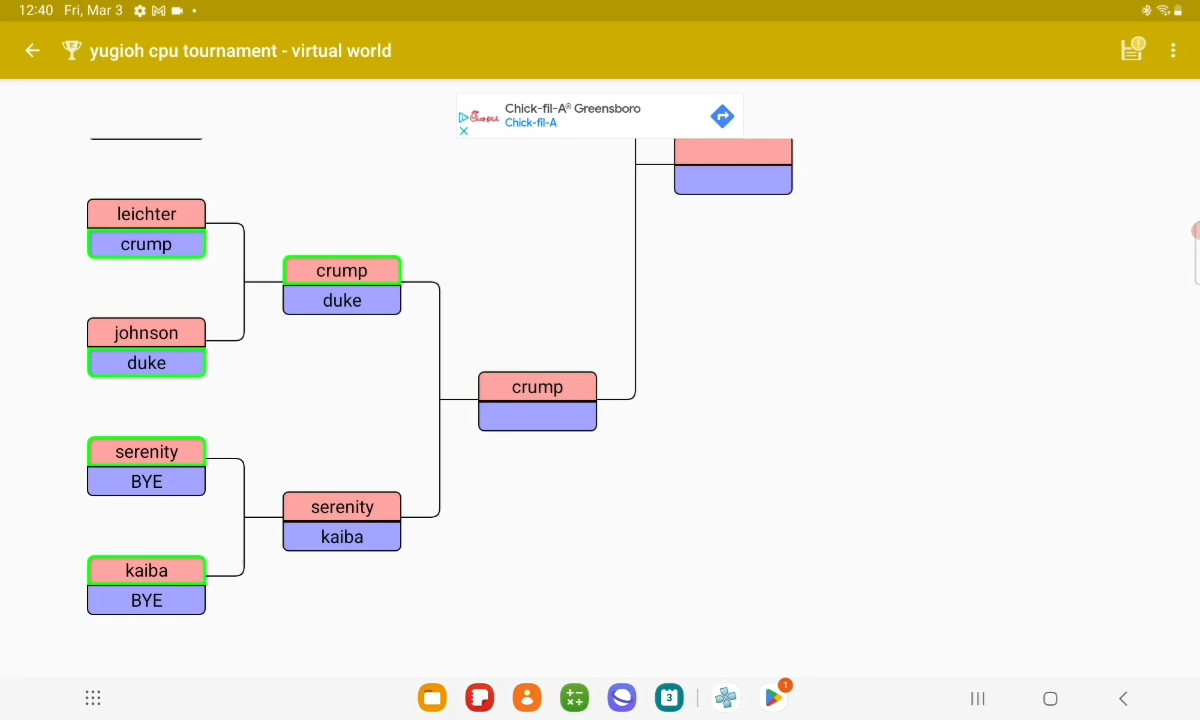 12:40 Fri, Mar 3
yugioh cpu tournament - virtual world
Chick-fil-A® Greensboro
Chick-fil-A
leichter
crump
crump
duke
johnson
duke
crump
serenity
BYE
serenity
kaiba
kaiba
BYE
3
1